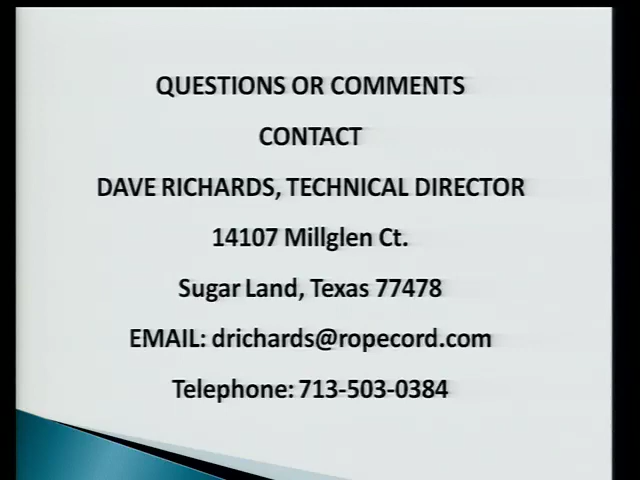 QUESTIONS OR COMMENTS
CONTACT
DAVE RICHARDS, TECHNICAL DIRECTOR
14107 Millglen Ct.
Sugar Land, Texas 77478
EMAIL: drichards@ropecord.com
Telephone: 713-503-0384